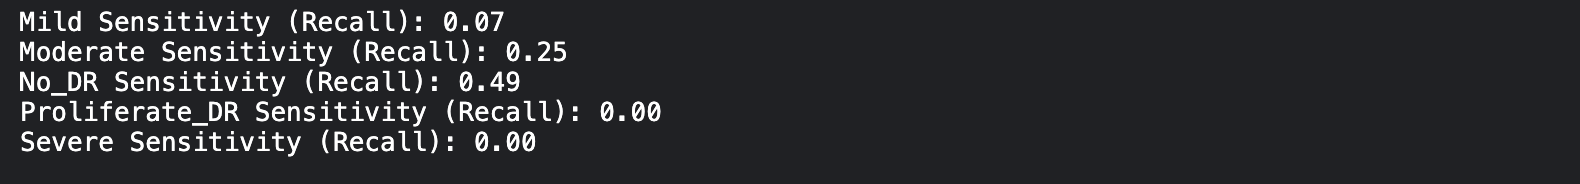 Mild Sensitivity (Recall): 0.07
Moderate Sensitivity (Recall): 0.25
No_DR Sensitivity (Recall): 0.49
Proliferate_DR Sensitivity (Recall): 0.00
Severe Sensitivity (Recall): 0.00